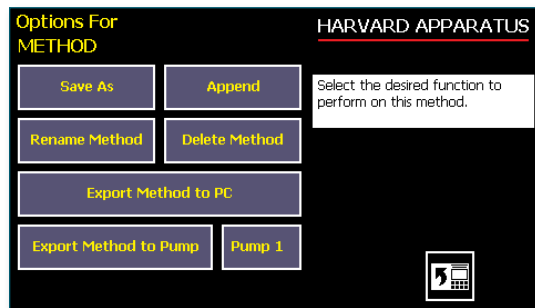 Options For
METHOD
HARVARD APPARATUS
Save As
Append
Select the desired function to
perform on this method.
Rename Method
Delete Method
Export Method to PC
Export Method to Pump
Pump 1